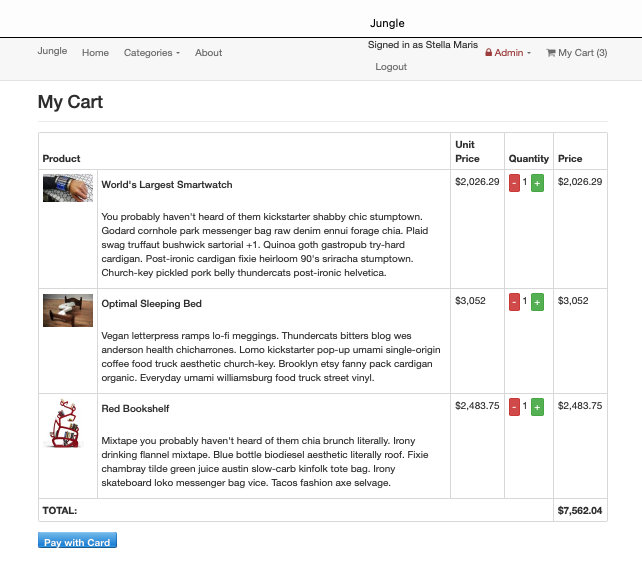 Jungle
Jungle Home Categories About Signed in as Stella Maris Admin My Cart (3)
Logout
My Cart
Product Unit Price Quantity Price
World's Largest Smartwatch $2,026.29 - 1 + $2,026.29
You probably haven't heard of them kickstarter shabby chic stumptown.
Godard cornhole park messenger bag raw denim ennui forage chia. Plaid
swag truffaut bushwick sartorial +1. Quinoa goth gastropub try-hard
cardigan. Post-ironic cardigan fixie heirloom 90's sriracha stumptown.
Church-key pickled pork belly thundercats post-ironic helvetica.
Optimal Sleeping Bed $3,052 - 1 + $3,052
Vegan letterpress ramps lo-fi meggings. Thundercats bitters blog wes
anderson health chicharrones. Lomo kickstarter pop-up umami single-origin
coffee food truck aesthetic church-key. Brooklyn etsy fanny pack cardigan
organic. Everyday umami williamsburg food truck street vinyl.
Red Bookshelf $2,483.75 - 1 + $2,483.75
Mixtape you probably haven't heard of them chia brunch literally. Irony
drinking flannel mixtape. Blue bottle biodiesel aesthetic literally roof. Fixie
chambray tilde green juice austin slow-carb kinfolk tote bag. Irony
skateboard loko messenger bag vice. Tacos fashion axe selvage.
TOTAL: $7,562.04
Pay with Card